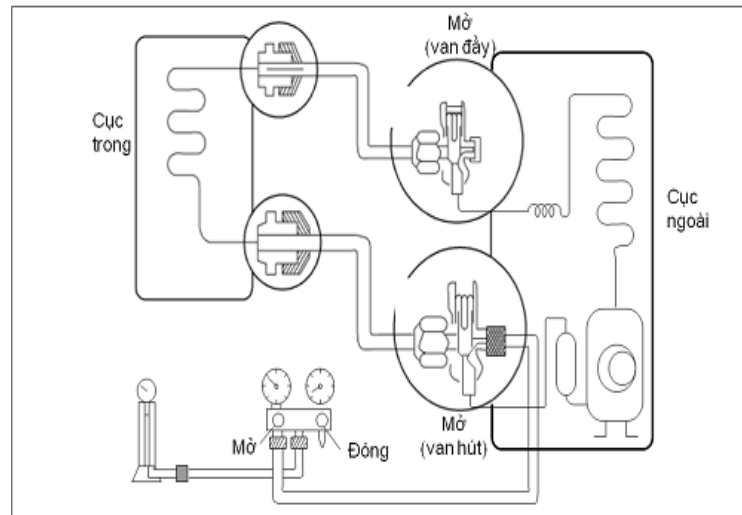 Mở
(van đẩy)
Cục
trong
Cục
ngoài
Mở
(van hút)
Mở
Đóng